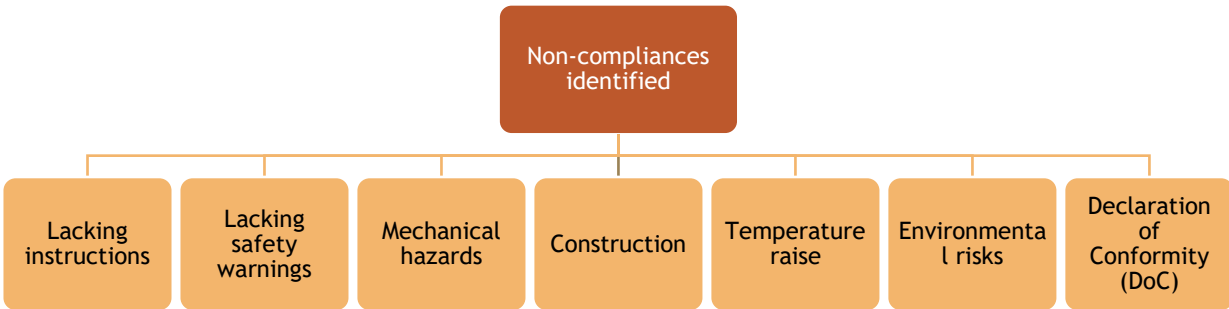 Non-compliances
identified
Lacking
instructions
Lacking
safety
warnings
Mechanical
hazards
Construction
Temperature
raise
Environmenta
l risks
Declaration
of
Conformity
(DoC)